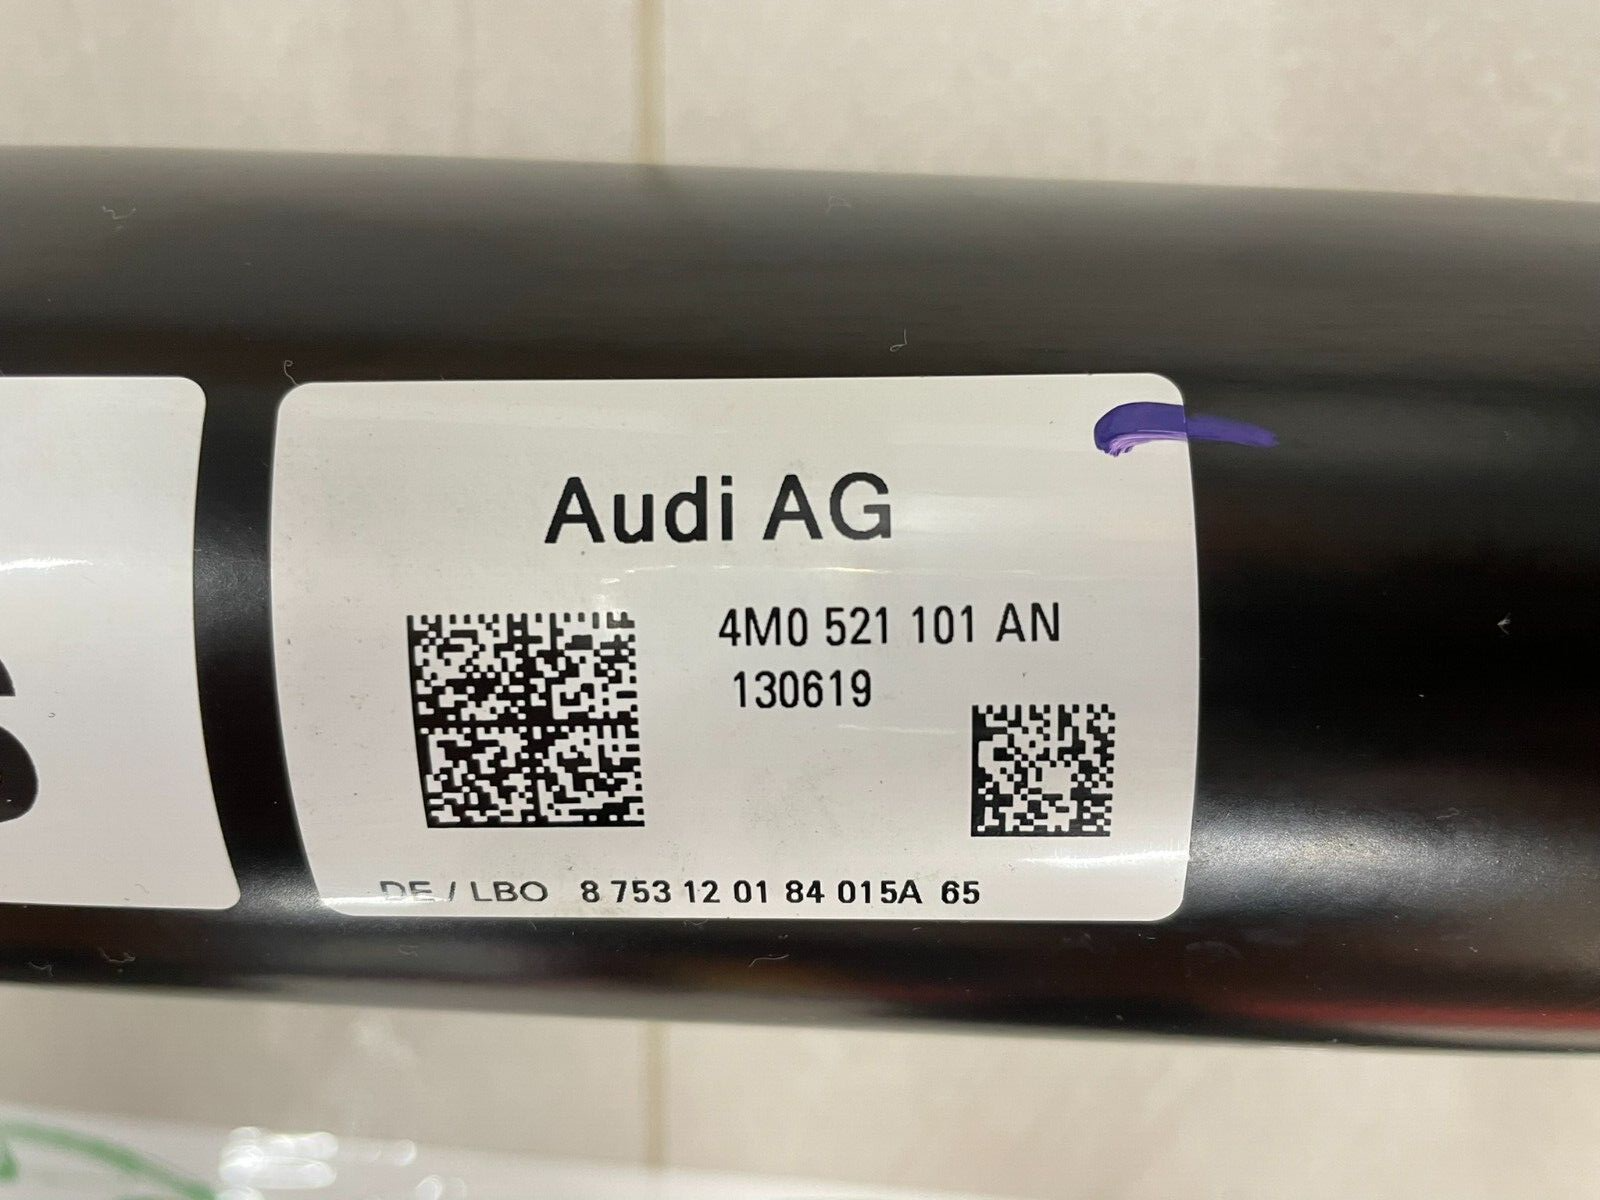 Audi AG
4M0 521 101 AN
130619
DE / LBO 8 753 12 01 84 015A 65